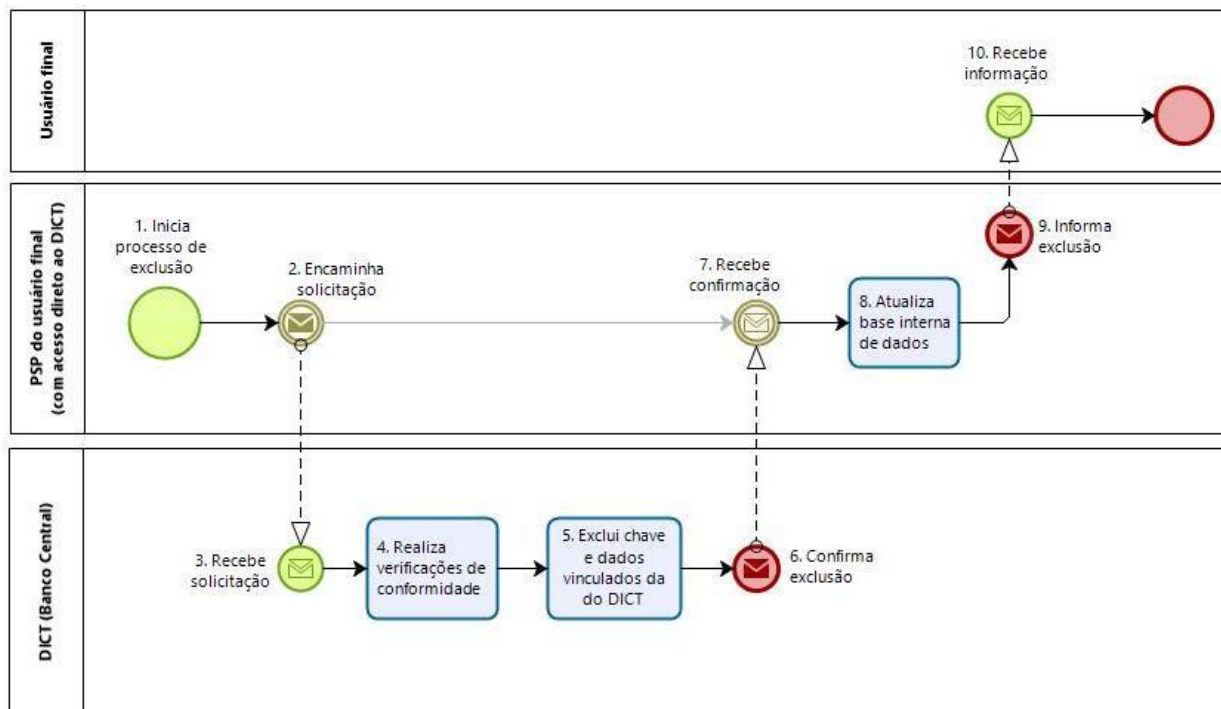 Usuário final
10. Recebe
informação
PSP do usuário final
(com acesso direto ao DICT)
1. Inicia
processo de
exclusão
2. Encaminha
solicitação
7. Recebe
confirmação
8. Atualiza
base interna
de dados
9. Informa
exclusão
DICT (Banco Central)
3. Recebe
solicitação
4. Realiza
verificações de
conformidade
5. Exclui chave
e dados
vinculados da
do DICT
6. Confirma
exclusão